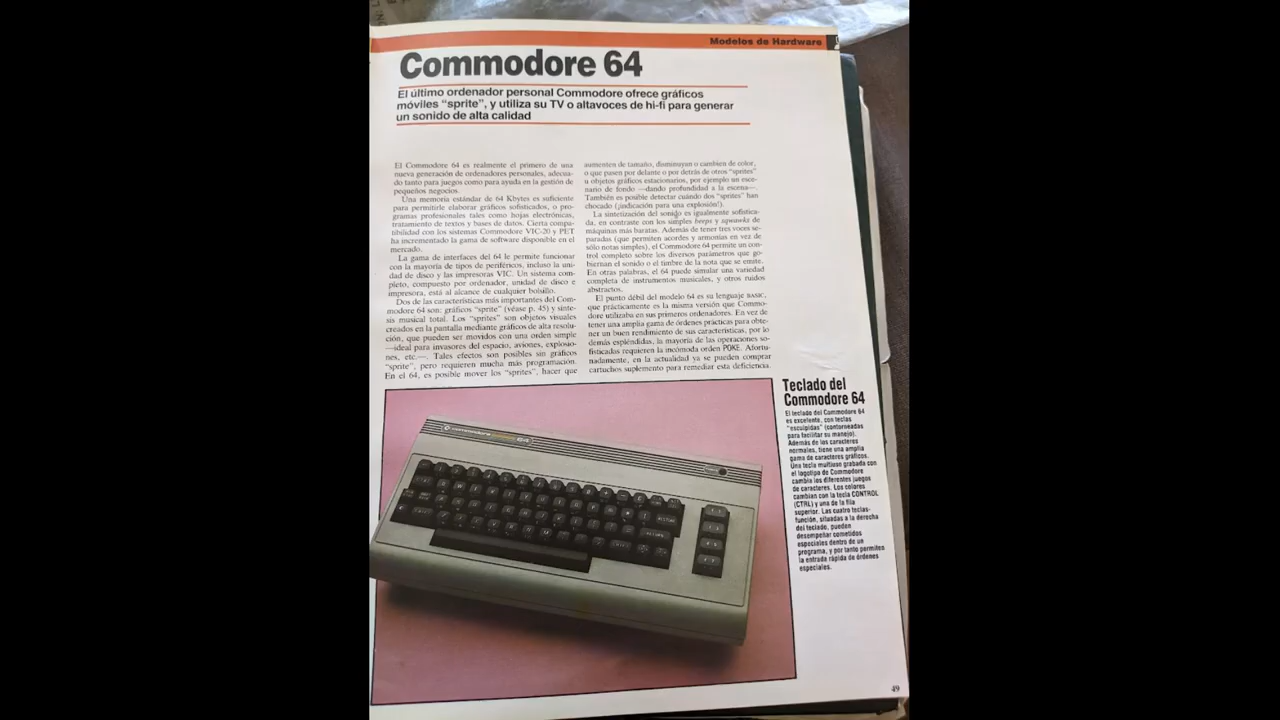 Modelos de Hardware
Commodore 64
El último ordenador personal Commodore ofrece gráficos
móviles “sprite”, y utiliza su TV o altavoces de hi-fi para generar
un sonido de alta calidad
El Commodore 64 es realmente el primero de una
nueva generación de ordenadores personales, adecua-
do tanto para juegos como para ayuda en la gestión de
pequeños negocios.
Una memoria estándar de 64 Kbytes es suficiente
para permitirle elaborar gráficos sofisticados, o pro-
gramas profesionales tales como hojas electrónicas,
tratamiento de textos y bases de datos. Cierta compa-
tibilidad con los sistemas Commodore VIC-20 y PET
ha incrementado la gama de software disponible en el
mercado.
La gama de interfaces del 64 le permite funcionar
con la mayoría de tipos de periféricos, incluso la uni-
dad de disco y las impresoras VIC. Un sistema com-
pleto, compuesto por ordenador, unidad de disco e
impresora, está al alcance de cualquier bolsillo.
Dos de las características más importantes del Com-
modore 64 son: gráficos “sprite” (véase p. 45) y sínte-
sis musical total. Los “sprites” son objetos visuales
creados en la pantalla mediante gráficos de alta resolu-
ción, que pueden ser movidos con una orden simple
—ideal para invasores del espacio, aviones, explosio-
nes, etc.—. Tales efectos son posibles sin gráficos
“sprite”, pero requieren mucha más programación.
En el 64, es posible mover los “sprites”, hacer que
aumenten de tamaño, disminuyan o cambien de color,
o que pasen por delante o por detrás de otros “sprites”
u objetos gráficos estacionarios, por ejemplo un esce-
nario de fondo —dando profundidad a la escena—.
También es posible detectar cuándo dos “sprites” han
chocado (¡indicación para una explosión!).
La sintetización del sonido es igualmente sofistica-
da, en contraste con los simples beeps y squawks de
máquinas más baratas. Además de tener tres voces se-
paradas (que permiten acordes y armonías en vez de
sólo notas simples), el Commodore 64 permite un con-
trol completo sobre los diversos parámetros que go-
biernan el sonido o el timbre de la nota que se emite.
En otras palabras, el 64 puede simular una variedad
completa de instrumentos musicales, y otros ruidos
abstractos.
El punto débil del modelo 64 es su lenguaje BASIC,
que prácticamente es la misma versión que Commo-
dore utilizaba en sus primeros ordenadores. En vez de
tener una amplia gama de órdenes prácticas para obte-
ner un buen rendimiento de sus características, por lo
demás espléndidas, la mayoría de las operaciones so-
fisticadas requieren la incómoda orden POKE. Afortu-
nadamente, en la actualidad ya se pueden comprar
cartuchos suplemento para remediar esta deficiencia.
commodore 64
Teclado del
Commodore 64
El teclado del Commodore 64
es excelente, con teclas
“esculpidas” (contorneadas
para facilitar su manejo).
Además de los caracteres
normales, tiene una amplia
gama de caracteres gráficos.
Una tecla multiuso grabada con
el logotipo de Commodore
cambia los diferentes juegos
de caracteres. Los colores
cambian con la tecla CONTROL
(CTRL) y una de la fila
superior. Las cuatro teclas-
función, situadas a la derecha
del teclado, pueden
desempeñar cometidos
especiales dentro de un
programa, y por tanto permiten
la entrada rápida de órdenes
especiales.
49